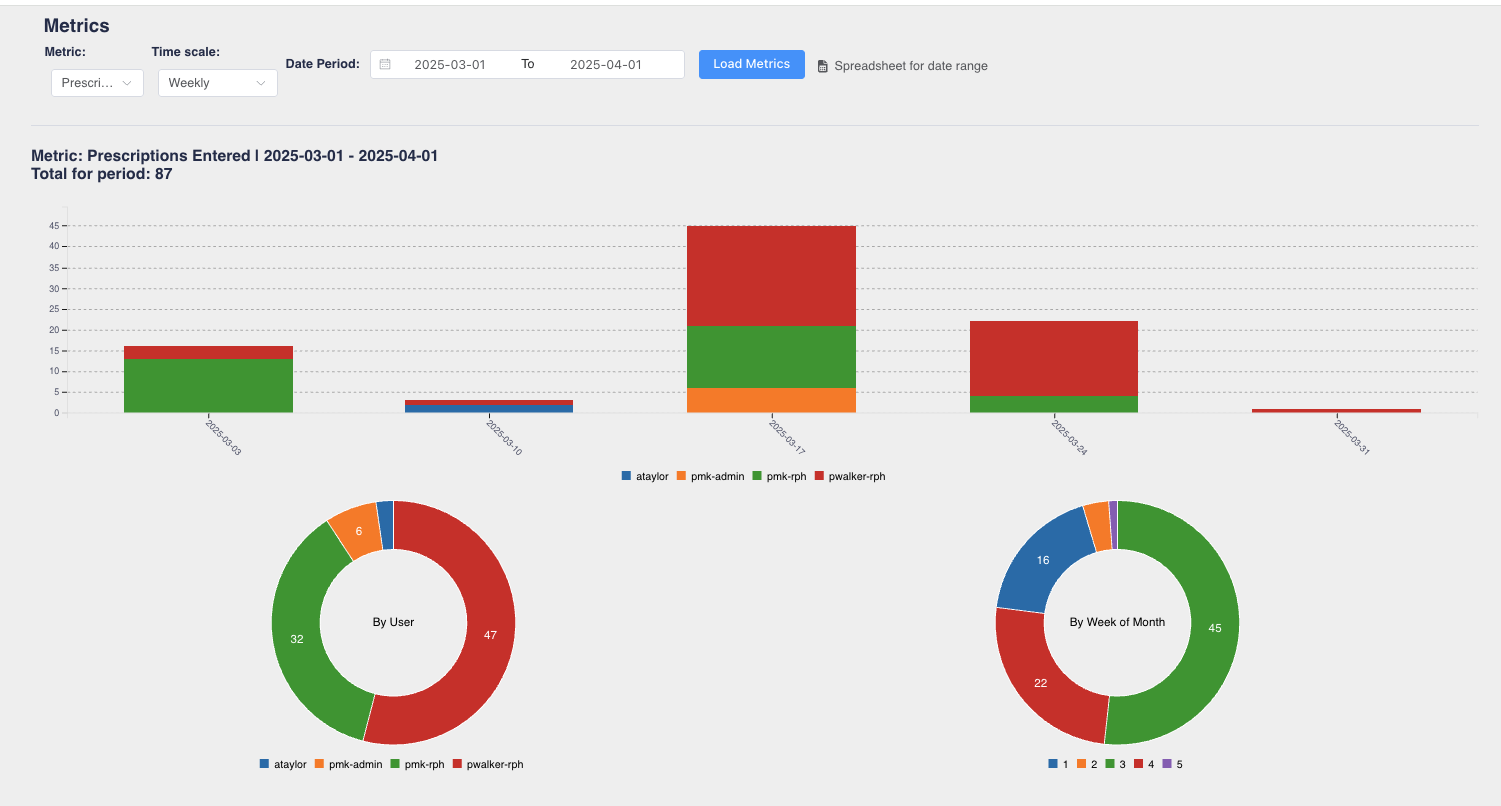 Metrics
Metric: Time scale:
Date Period: 2025-03-01 To 2025-04-01 Load Metrics Spreadsheet for date range
Prescri... Weekly
Metric: Prescriptions Entered | 2025-03-01 - 2025-04-01
Total for period: 87
45
40
35
30
25
20
15
10
5
0
2025-03-03 2025-03-10 2025-03-17 2025-03-24 2025-03-31
ataylor pmk-admin pmk-rph pwalker-rph
6
32
By User
47
ataylor pmk-admin pmk-rph pwalker-rph
16
By Week of Month
45
22
1 2 3 4 5